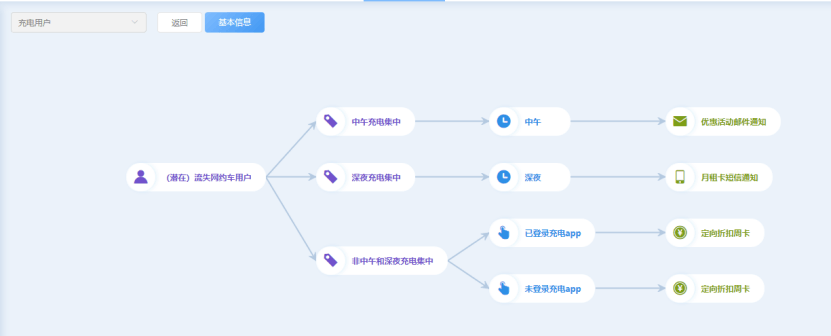 充电用户
返回
基本信息
中午充电集中
中午
优惠活动邮件通知
（潜在）流失网约车用户
深夜充电集中
深夜
月租卡短信通知
已登录充电app
定向折扣周卡
非中午和深夜充电集中
未登录充电app
定向折扣周卡